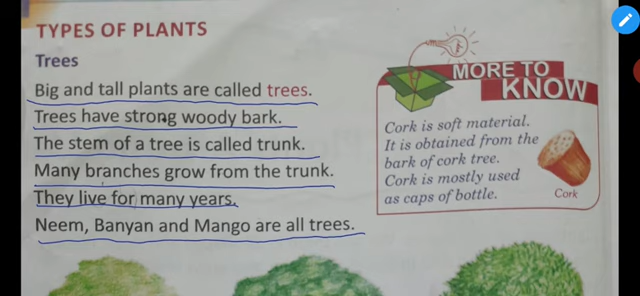 TYPES OF PLANTS
Trees
Big and tall plants are called trees.
Trees have strong woody bark.
The stem of a tree is called trunk.
Many branches grow from the trunk.
They live for many years.
Neem, Banyan and Mango are all trees.
MORE TO
KNOW
Cork is soft material.
It is obtained from the
bark of cork tree.
Cork is mostly used
as caps of bottle.
Cork